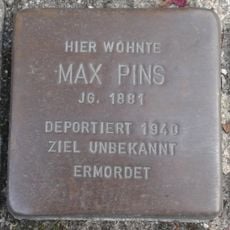 HIER WOHNTE
MAX PINS
JG. 1881
DEPORTIERT 1940
ZIEL UNBEKANNT
ERMORDET